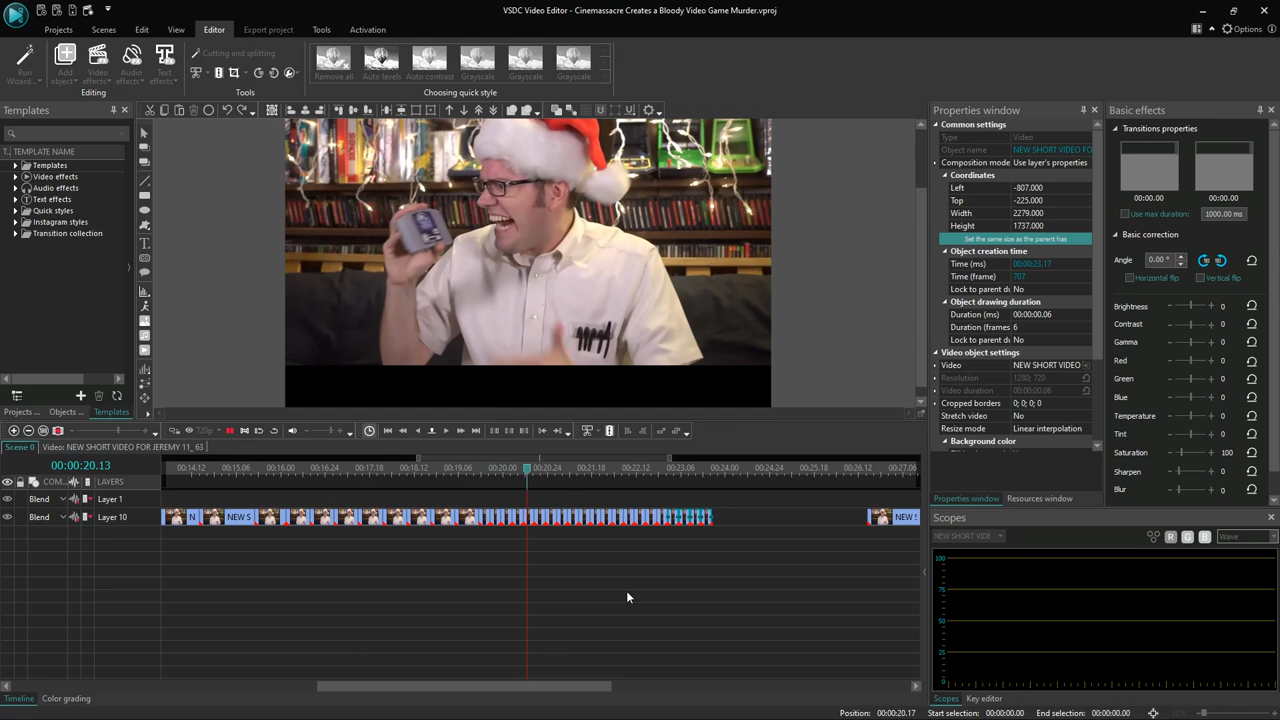 VSDC Video Editor - Cinemassacre Creates a Bloody Video Game Murder.vproj
Projects Scenes Edit View Editor Export project Tools Activation
Options
Run Wizard...
Add object
Video effects
Audio effects
Text effects
Editing
Cutting and splitting
Tools
Remove all
Auto levels
Auto contrast
Grayscale
Grayscale
Grayscale
Choosing quick style
Templates
T... TEMPLATE NAME
Templates
Video effects
Audio effects
Text effects
Quick styles
Instagram styles
Transition collection
Projects ... Objects ... Templates
Properties window
Common settings
Type Video
Object name NEW SHORT VIDEO FO
Composition mode Use layer's properties
Coordinates
Left -807.000
Top -225.000
Width 2279.000
Height 1737.000
Set the same size as the parent has
Object creation time
Time (ms) 00:00:23.17
Time (frame) 707
Lock to parent d No
Object drawing duration
Duration (ms) 00:00:00.06
Duration (frames 6
Lock to parent d No
Video object settings
Video NEW SHORT VIDEO
Resolution 1280; 720
Video duration 00:00:00.06
Cropped borders 0; 0; 0; 0
Stretch video No
Resize mode Linear interpolation
Background color
Properties window Resources window
Basic effects
Transitions properties
00:00.00 00:00.00
Use max duration: 1000.00 ms
Basic correction
Angle 0.00 ° 90 90
Horizontal flip Vertical flip
Brightness 0
Contrast 0
Gamma 0
Red 0
Green 0
Blue 0
Temperature 0
Tint 0
Saturation 100
Sharpen 0
Blur 0
720p
Scene 0 Video: NEW SHORT VIDEO FOR JEREMY 11_63
00:00:20.13
00:14.12 00:15.06 00:16.00 00:16.24 00:17.18 00:18.12 00:19.06 00:20.00 00:20.24 00:21.18 00:22.12 00:23.06 00:24.00 00:24.24 00:25.18 00:26.12 00:27.06
COM... LAYERS
Blend Layer 1
Blend Layer 10
N NEW S NEW S
Timeline Color grading
Scopes
NEW SHORT VIDE R G B Wave
100
75
50
25
0
Scopes Key editor
Position: 00:00:20.17 Start selection: 00:00:00.00 End selection: 00:00:00.00